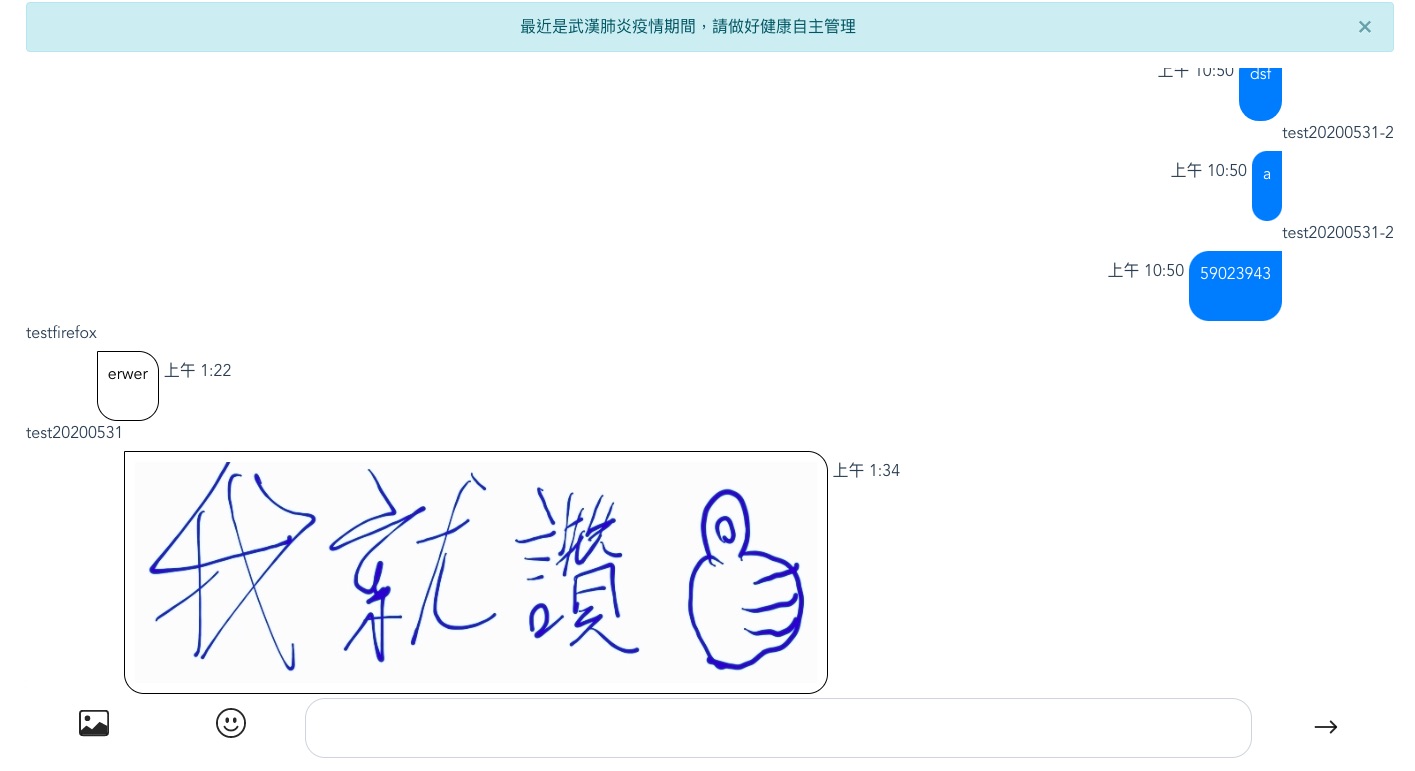 最近是武漢肺炎疫情期間，請做好健康自主管理 ×
上午 10:50 dsf
test20200531-2
上午 10:50 a
test20200531-2
上午 10:50 59023943
testfirefox
erwer 上午 1:22
test20200531
我就讚 上午 1:34